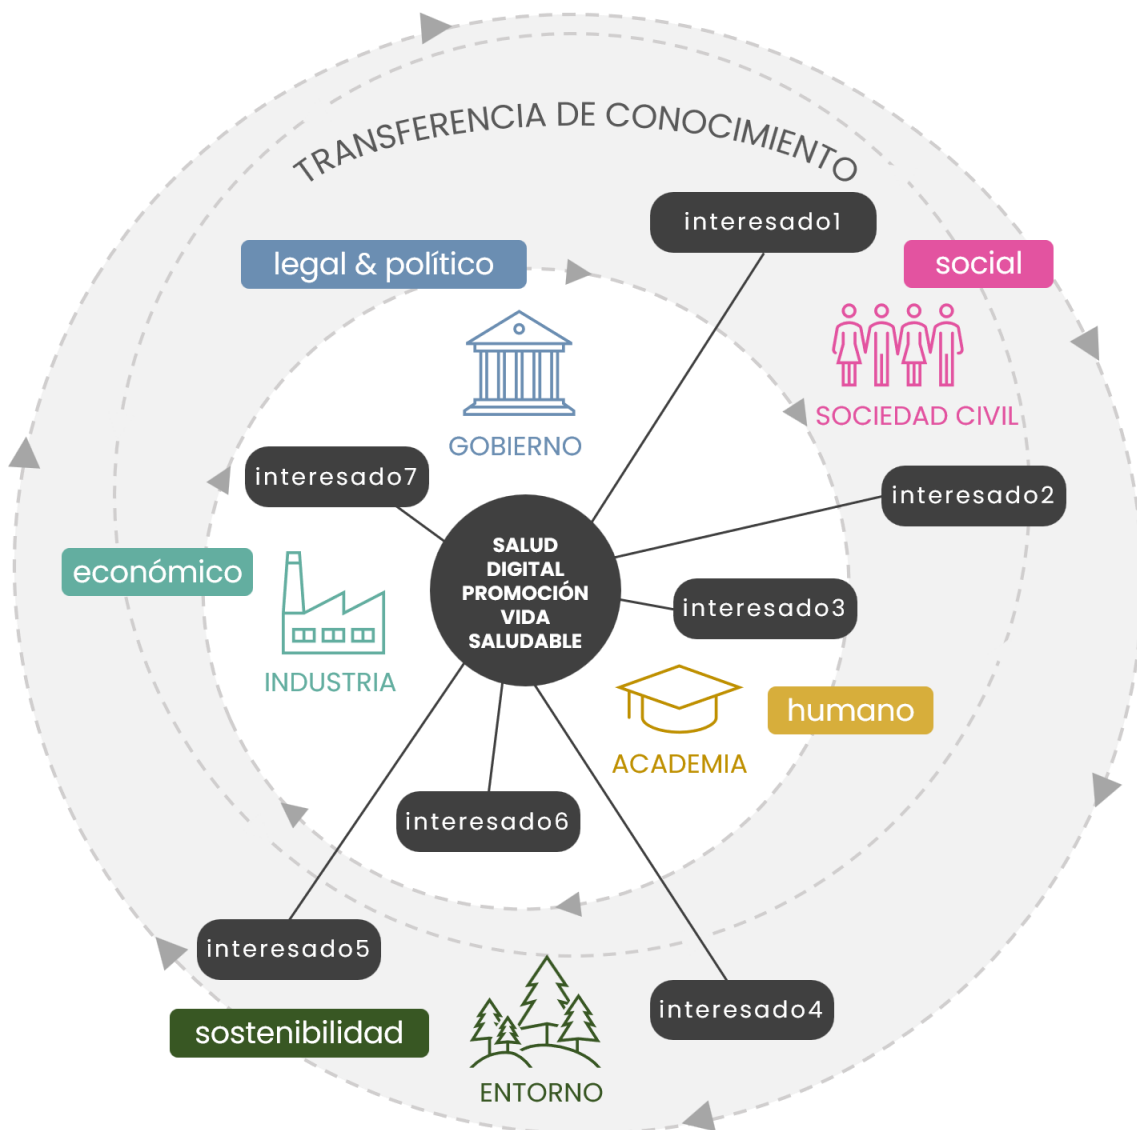 TRANSFERENCIA DE CONOCIMIENTO
interesado1
legal & político
social
SOCIEDAD CIVIL
GOBIERNO
interesado7
interesado2
SALUD
DIGITAL
PROMOCIÓN
VIDA
SALUDABLE
económico
interesado3
INDUSTRIA
humano
ACADEMIA
interesado6
interesado5
interesado4
sostenibilidad
ENTORNO